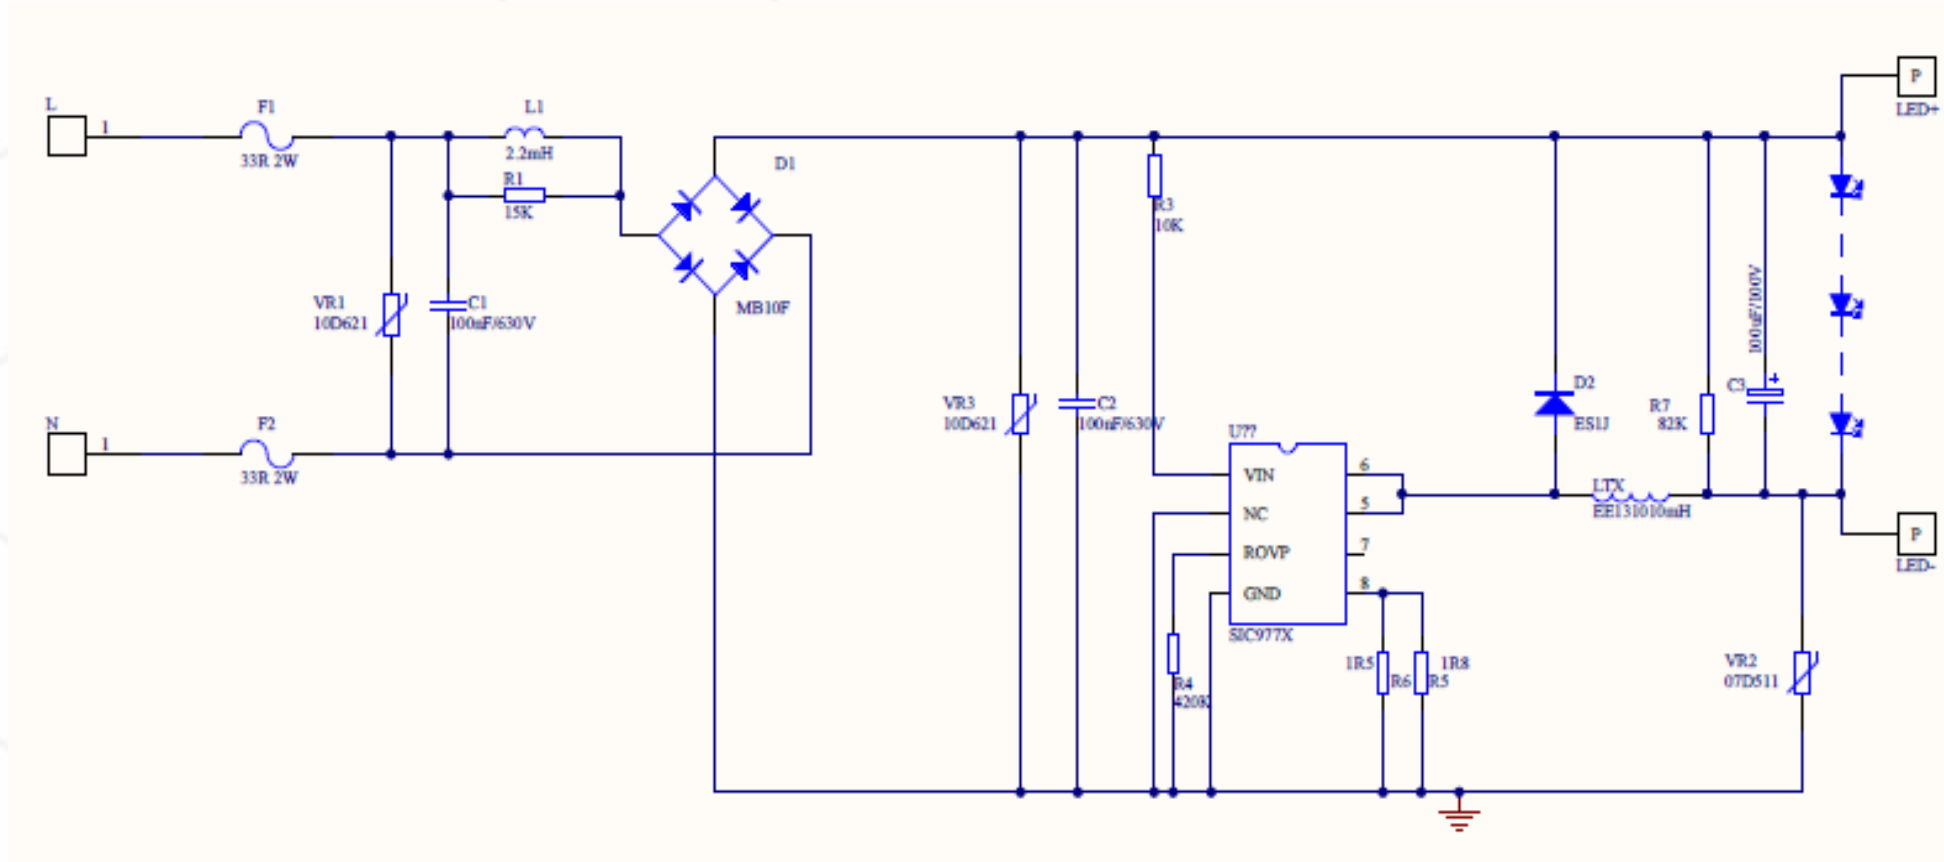 L
1
F1
33R 2W
L1
2.2mH
R1
15K
D1
MB10F
VR1
10D621
C1
100nF/630V
N
1
F2
33R 2W
VR3
10D621
C2
100nF/630V
R3
10K
U??
VIN
NC
ROVP
GND
6
5
7
8
SIC977X
R4
420K
1R5
R6
1R8
R5
D2
ES1J
LTX
EE131010mH
R7
82K
C3
+
100uF/100V
VR2
07D511
P
LED+
P
LED-